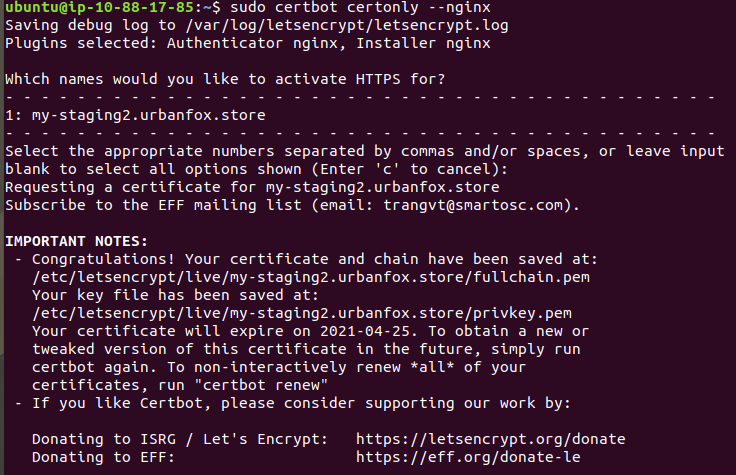 ubuntu@ip-10-88-17-85:~$ sudo certbot certonly --nginx
Saving debug log to /var/log/letsencrypt/letsencrypt.log
Plugins selected: Authenticator nginx, Installer nginx
Which names would you like to activate HTTPS for?
- - - - - - - - - - - - - - - - - - - - - - - - - - - - - - - - - - - - - - - -
1: my-staging2.urbanfox.store
- - - - - - - - - - - - - - - - - - - - - - - - - - - - - - - - - - - - - - - -
Select the appropriate numbers separated by commas and/or spaces, or leave input
blank to select all options shown (Enter 'c' to cancel):
Requesting a certificate for my-staging2.urbanfox.store
Subscribe to the EFF mailing list (email: trangvt@smartosc.com).
IMPORTANT NOTES:
- Congratulations! Your certificate and chain have been saved at:
/etc/letsencrypt/live/my-staging2.urbanfox.store/fullchain.pem
Your key file has been saved at:
/etc/letsencrypt/live/my-staging2.urbanfox.store/privkey.pem
Your certificate will expire on 2021-04-25. To obtain a new or
tweaked version of this certificate in the future, simply run
certbot again. To non-interactively renew *all* of your
certificates, run "certbot renew"
- If you like Certbot, please consider supporting our work by:
Donating to ISRG / Let's Encrypt: https://letsencrypt.org/donate
Donating to EFF: https://eff.org/donate-le